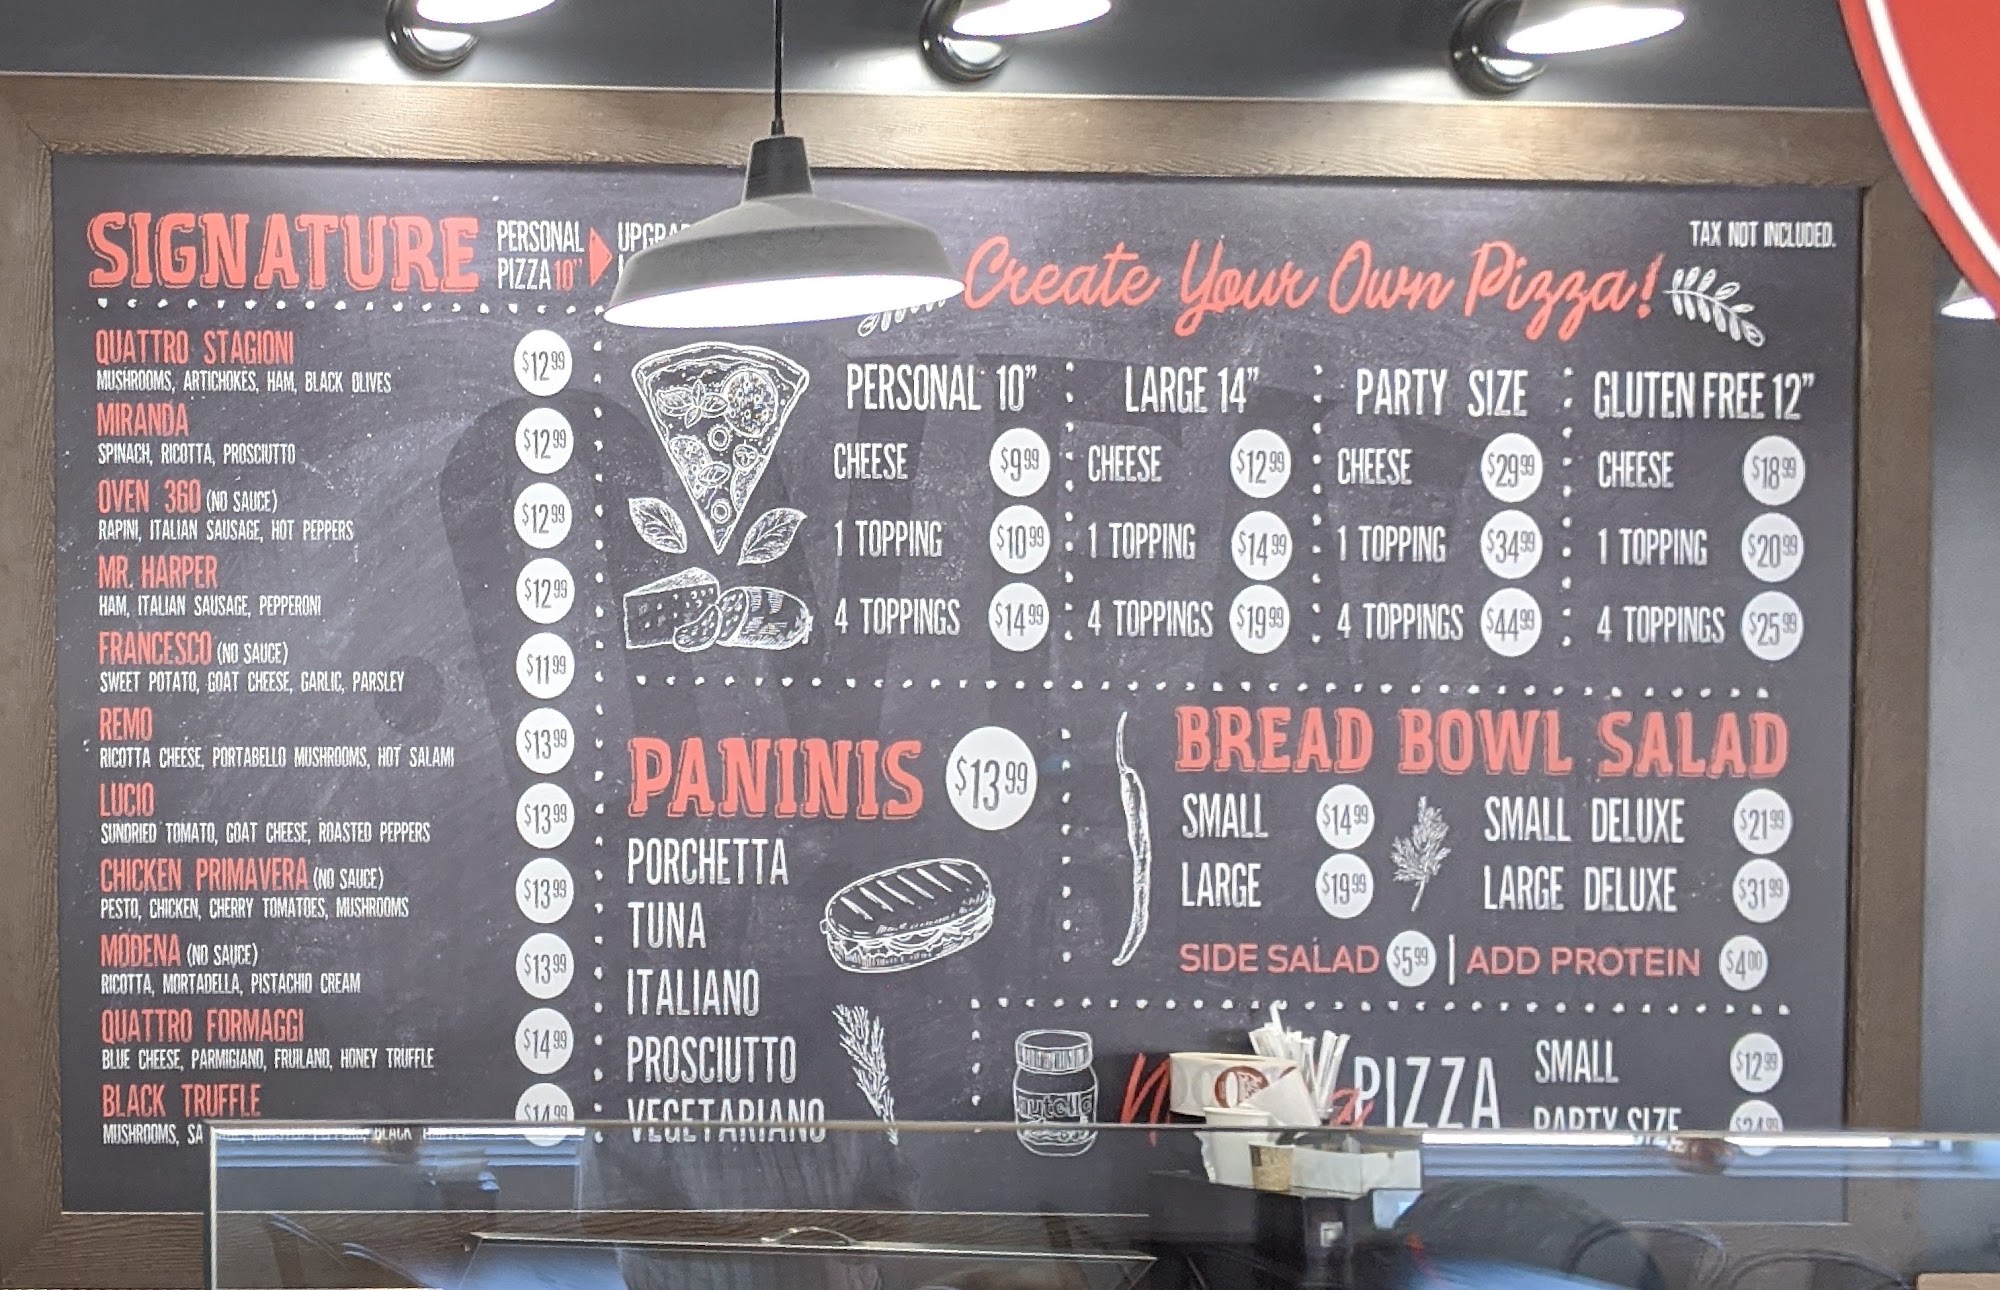 SIGNATURE
PERSONAL
PIZZA 10"
QUATTRO STAGIONI $12.99
MUSHROOMS, ARTICHOKES, HAM, BLACK OLIVES
MIRANDA $12.99
SPINACH, RICOTTA, PROSCIUTTO
OVEN 360 (NO SAUCE) $12.99
RAPINI, ITALIAN SAUSAGE, HOT PEPPERS
MR. HARPER $12.99
HAM, ITALIAN SAUSAGE, PEPPERONI
FRANCESCO (NO SAUCE) $11.99
SWEET POTATO, GOAT CHEESE, GARLIC, PARSLEY
REMO $13.99
RICOTTA CHEESE, PORTABELLO MUSHROOMS, HOT SALAMI
LUCIO $13.99
SUNDRIED TOMATO, GOAT CHEESE, ROASTED PEPPERS
CHICKEN PRIMAVERA (NO SAUCE) $13.99
PESTO, CHICKEN, CHERRY TOMATOES, MUSHROOMS
MODENA (NO SAUCE) $13.99
RICOTTA, MORTADELLA, PISTACHIO CREAM
QUATTRO FORMAGGI $14.99
BLUE CHEESE, PARMIGIANO, FRUILANO, HONEY TRUFFLE
BLACK TRUFFLE $14.99
MUSHROOMS,
TAX NOT INCLUDED.
Create Your Own Pizza!
PERSONAL 10"
CHEESE $9.99
1 TOPPING $10.99
4 TOPPINGS $14.99
LARGE 14"
CHEESE $12.99
1 TOPPING $14.99
4 TOPPINGS $19.99
PARTY SIZE
CHEESE $29.99
1 TOPPING $34.99
4 TOPPINGS $44.99
GLUTEN FREE 12"
CHEESE $18.99
1 TOPPING $20.99
4 TOPPINGS $25.99
PANINIS $13.99
PORCHETTA
TUNA
ITALIANO
PROSCIUTTO
VEGETARIANO
BREAD BOWL SALAD
SMALL $14.99
LARGE $19.99
SMALL DELUXE $21.99
LARGE DELUXE $31.99
SIDE SALAD $5.99 | ADD PROTEIN $4.00
nutella
PIZZA
SMALL $12.99
PARTY SIZE $24.99